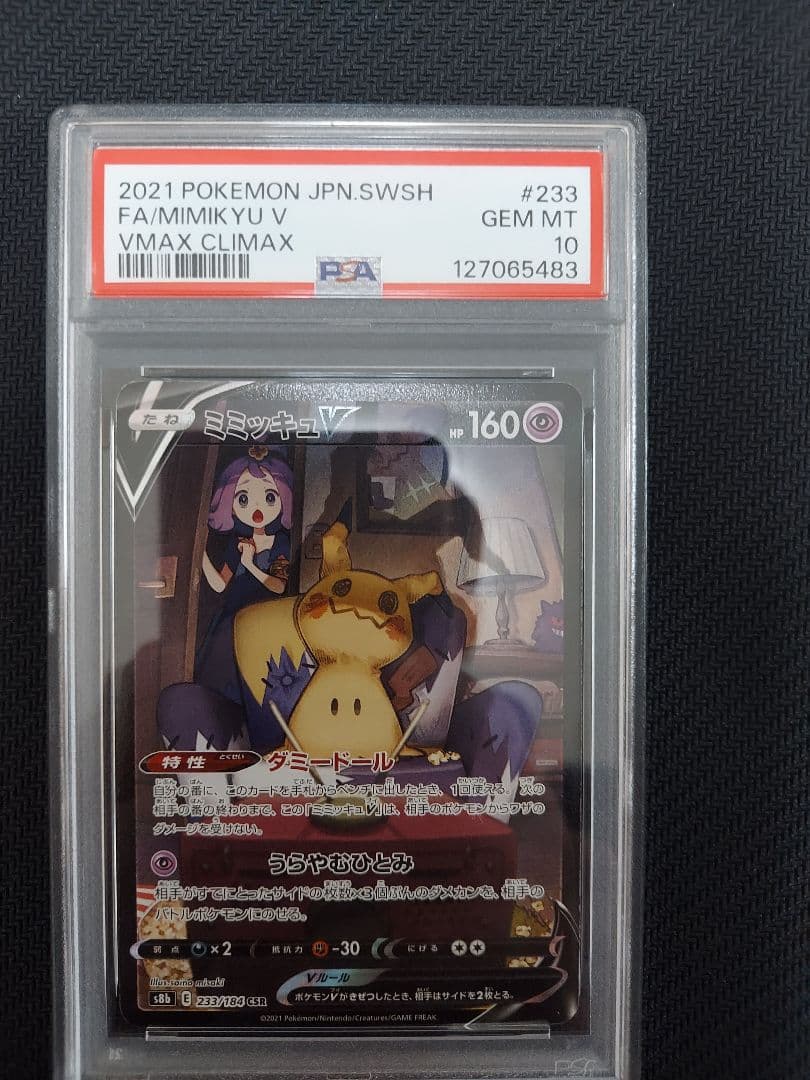 2021 POKEMON JPN.SWSH #233
FA/MIMIKYU V GEM MT
VMAX CLIMAX 10
PSA 127065483
たね ミミッキュV HP 160
特性 とくせい ダミードール
自分の番に、このカードを手札からベンチに出したとき、1回使える。次の
相手の番の終わりまで、この「ミミッキュV」は、相手のポケモンからワザの
ダメージを受けない。
うらやむひとみ
相手がすでにとったサイドの枚数×3個ぶんのダメカンを、相手の
バトルポケモンにのせる。
弱点 ×2 抵抗力 -30 にげる
Illus. saino misaki
Vルール
ポケモンVがきぜつしたとき、相手はサイドを2枚とる。
s8b E 233/184 CSR
©2021 Pokémon/Nintendo/Creatures/GAME FREAK